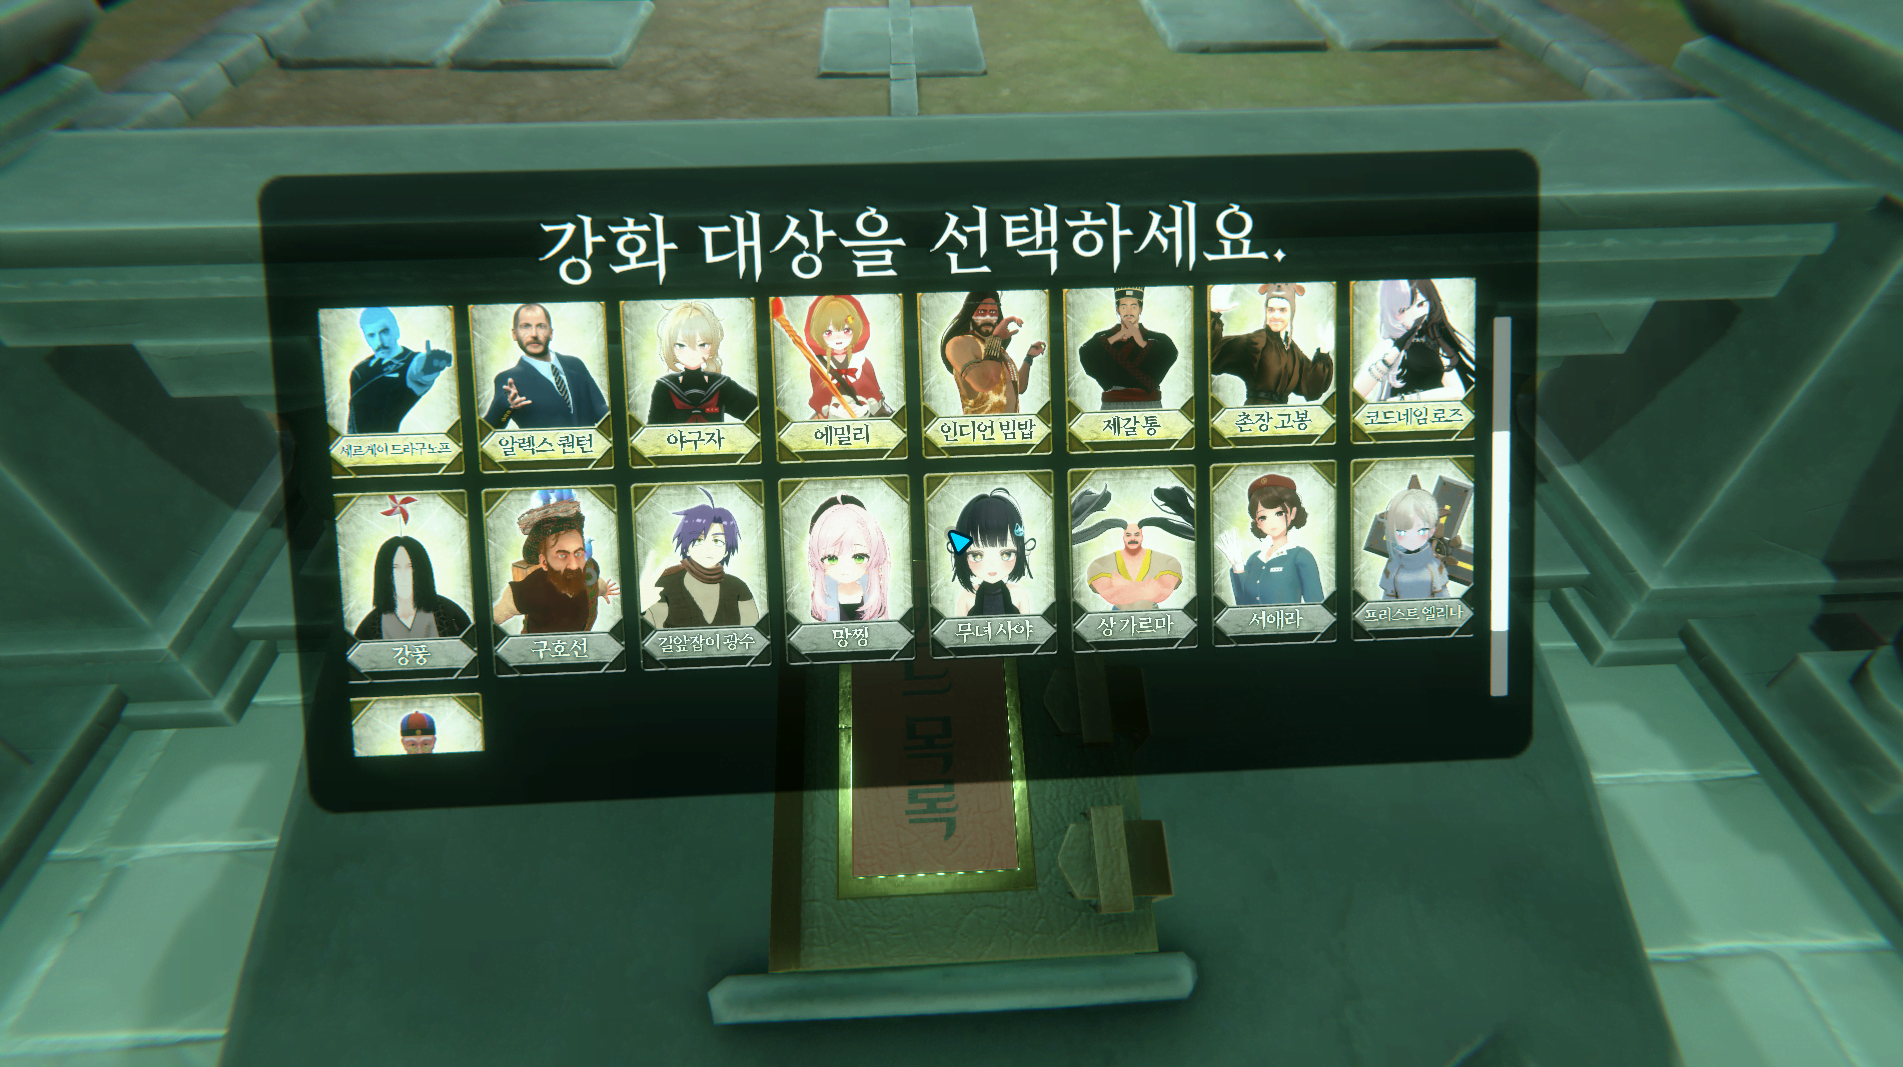 강화 대상을 선택하세요.
세르게이 드라구노프
알렉스 퀀턴
야구자
에밀리
인디언 빔밥
제갈통
촌장 고봉
코드네임 로즈
강풍
구호선
길앞잡이 광수
망찡
무녀 사야
상 가르마
서애라
프리스트 엘리나